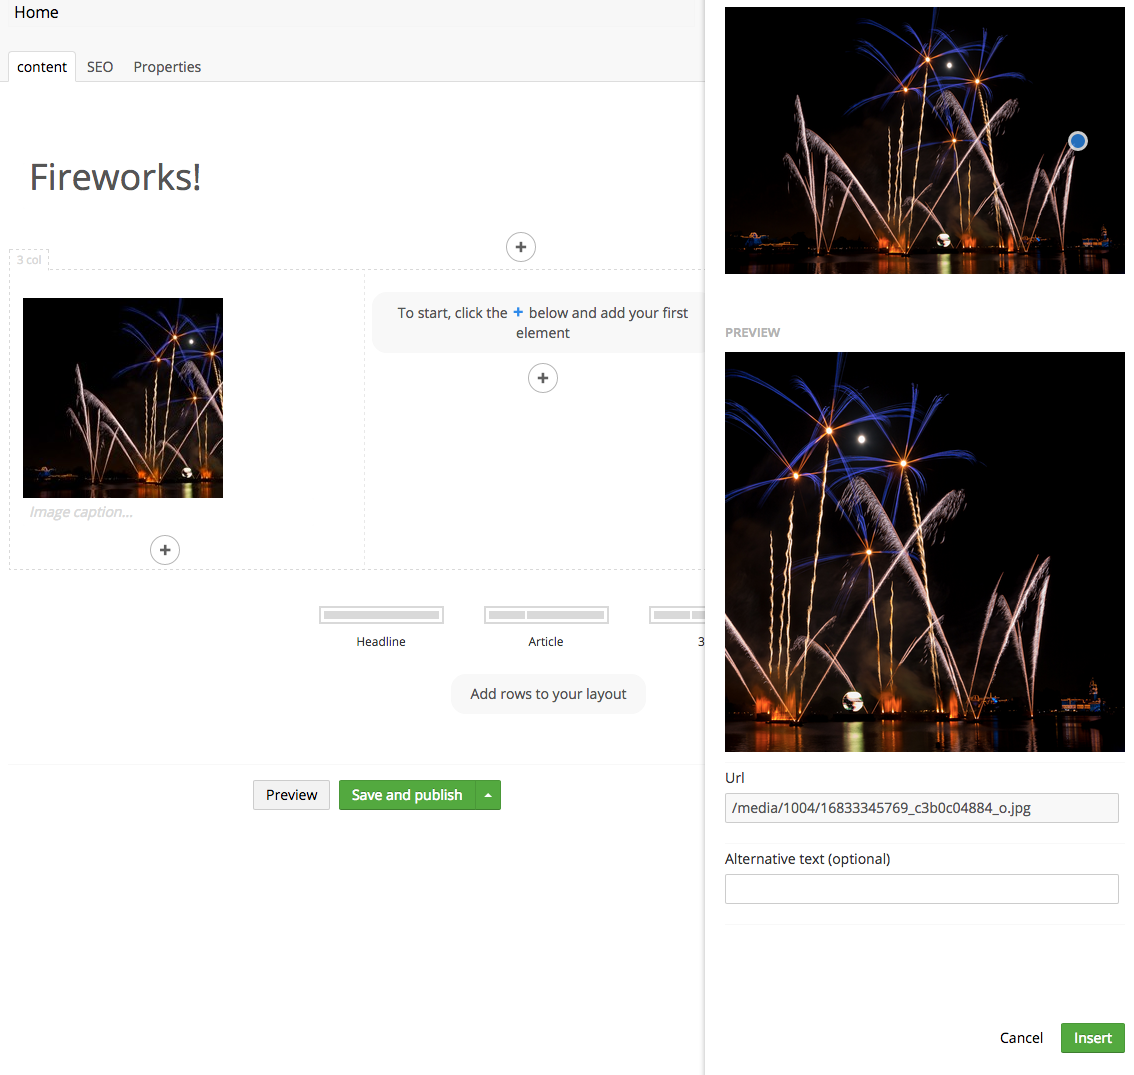 Home
content SEO Properties
Fireworks!
3 col
To start, click the + below and add your first
element
Image caption...
Headline Article 3
Add rows to your layout
Preview Save and publish
PREVIEW
Url
/media/1004/16833345769_c3b0c04884_o.jpg
Alternative text (optional)
Cancel Insert